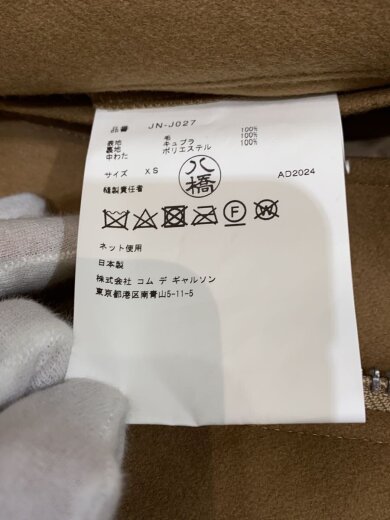 品番 JN-J027
表地 毛 100%
裏地 キュプラ 100%
中わた ポリエステル 100%
サイズ XS
縫製責任者 八橋 AD2024
F W
ネット使用
日本製
株式会社 コム デ ギャルソン
東京都港区南青山5-11-5